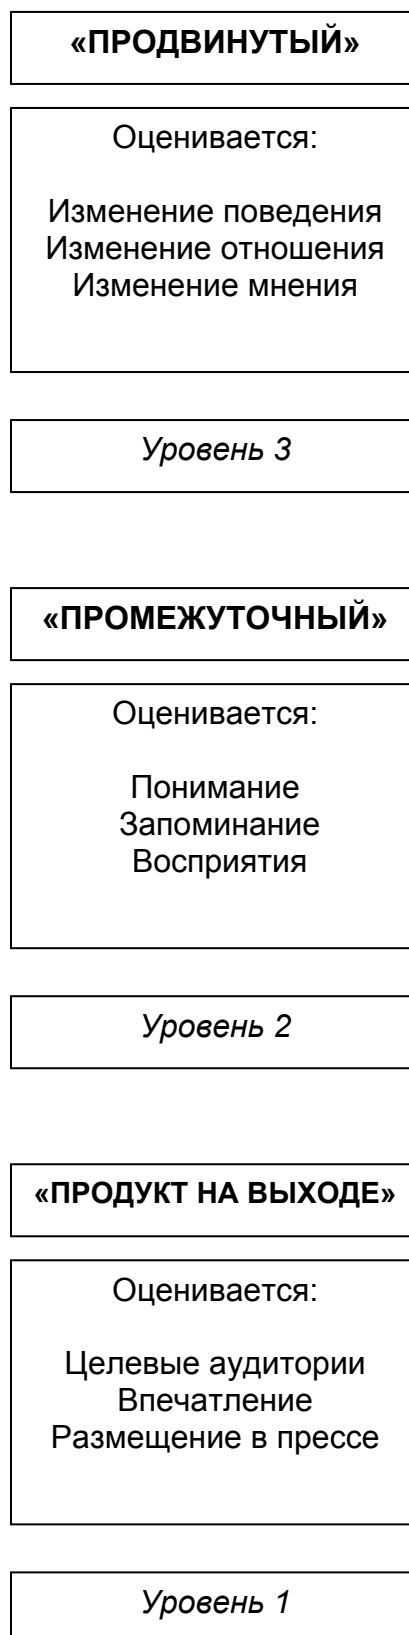 «ПРОДВИНУТЫЙ»
Оценивается:
Изменение поведения
Изменение отношения
Изменение мнения
Уровень 3
«ПРОМЕЖУТОЧНЫЙ»
Оценивается:
Понимание
Запоминание
Восприятия
Уровень 2
«ПРОДУКТ НА ВЫХОДЕ»
Оценивается:
Целевые аудитории
Впечатление
Размещение в прессе
Уровень 1